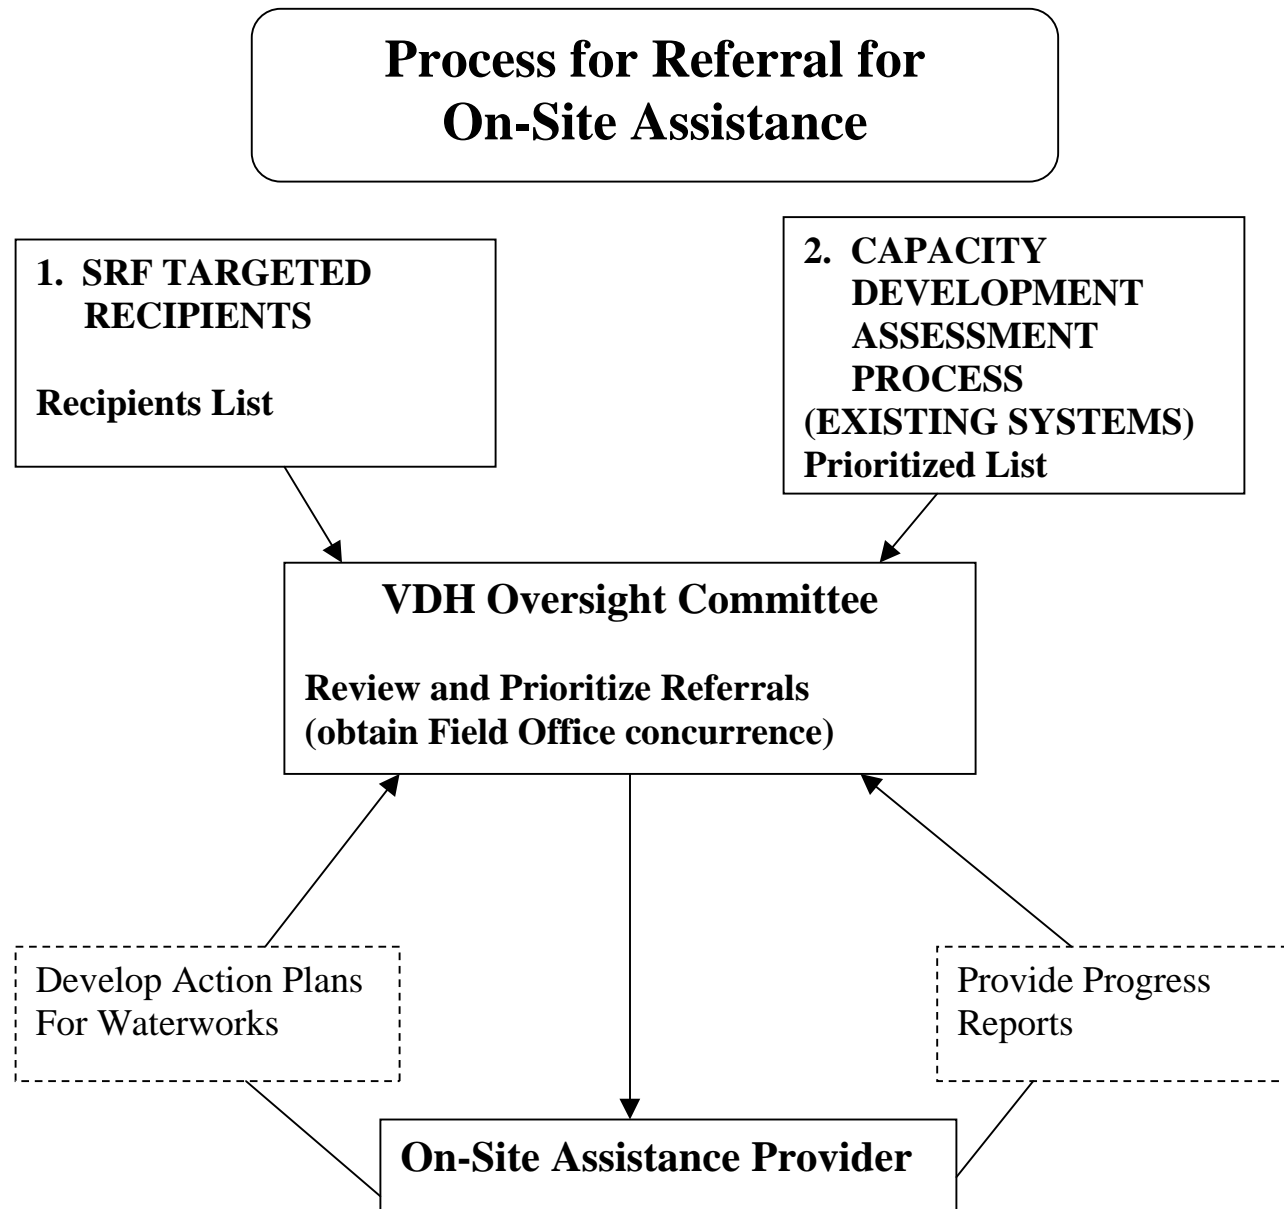 Process for Referral for
On-Site Assistance
1. SRF TARGETED
RECIPIENTS
Recipients List
2. CAPACITY
DEVELOPMENT
ASSESSMENT
PROCESS
(EXISTING SYSTEMS)
Prioritized List
VDH Oversight Committee
Review and Prioritize Referrals
(obtain Field Office concurrence)
Develop Action Plans
For Waterworks
Provide Progress
Reports
On-Site Assistance Provider